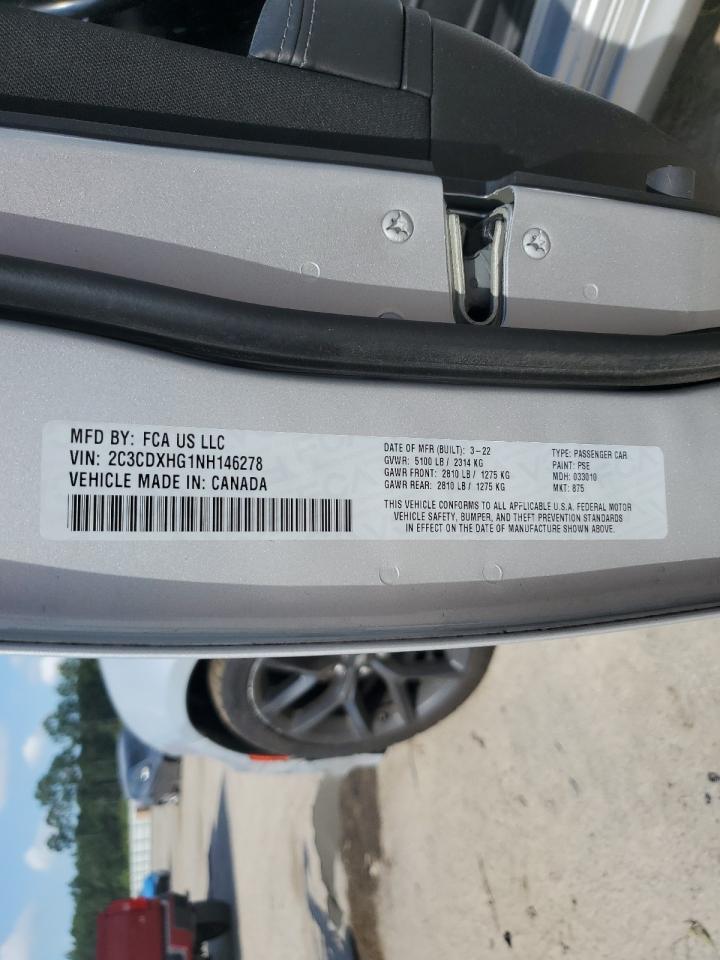 MFD BY: FCA US LLC
VIN: 2C3CDXHG1NH146278
VEHICLE MADE IN: CANADA
DATE OF MFR (BUILT): 3-22
GVWR: 5100 LB / 2314 KG
GAWR FRONT: 2810 LB / 1275 KG
GAWR REAR: 2810 LB / 1275 KG
TYPE: PASSENGER CAR
PAINT: PSE
MDH: 033010
MKT: 875
THIS VEHICLE CONFORMS TO ALL APPLICABLE U.S.A. FEDERAL MOTOR
VEHICLE SAFETY, BUMPER, AND THEFT PREVENTION STANDARDS
IN EFFECT ON THE DATE OF MANUFACTURE SHOWN ABOVE.